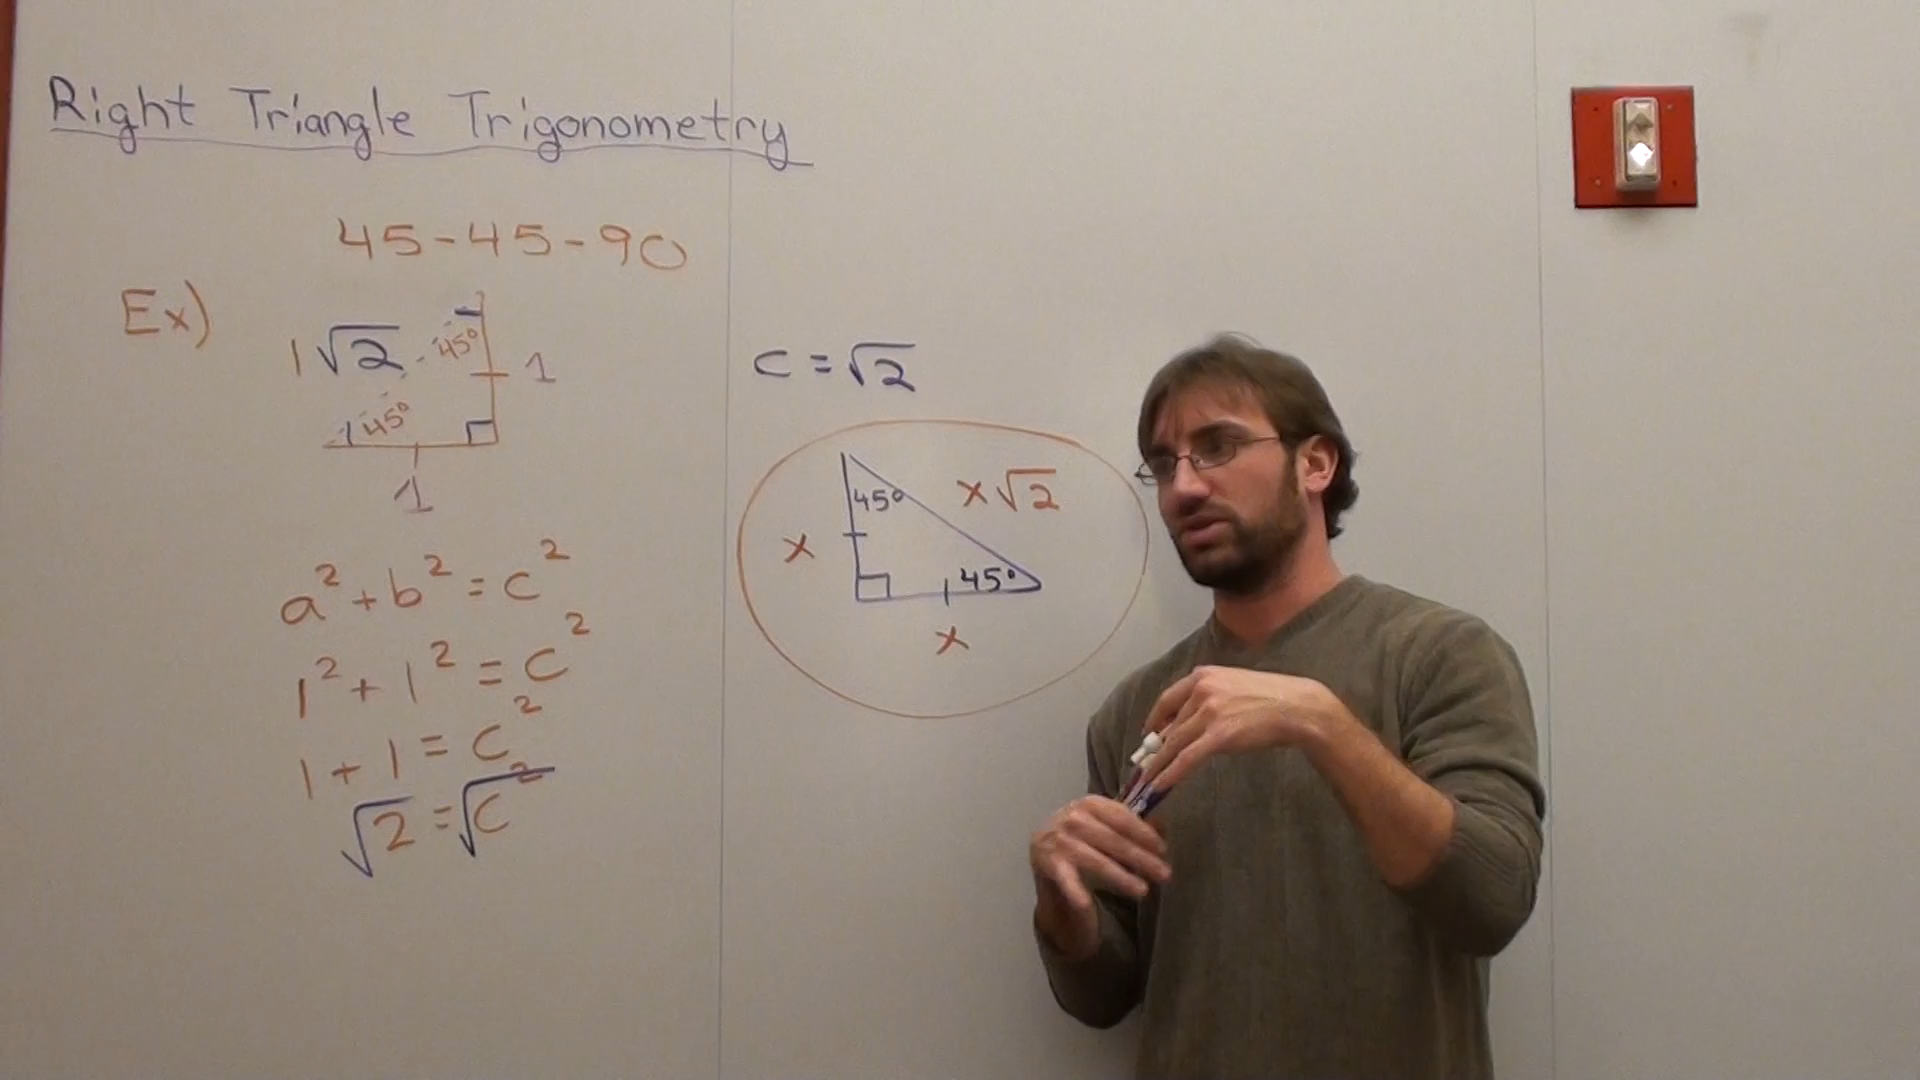 Right Triangle Trigonometry
45-45-90
Ex)
1√2
45°
1
45°
1
a² + b² = c²
1² + 1² = c²
1 + 1 = c²
√2 = √c²
c = √2
45°
x√2
x
45°
x